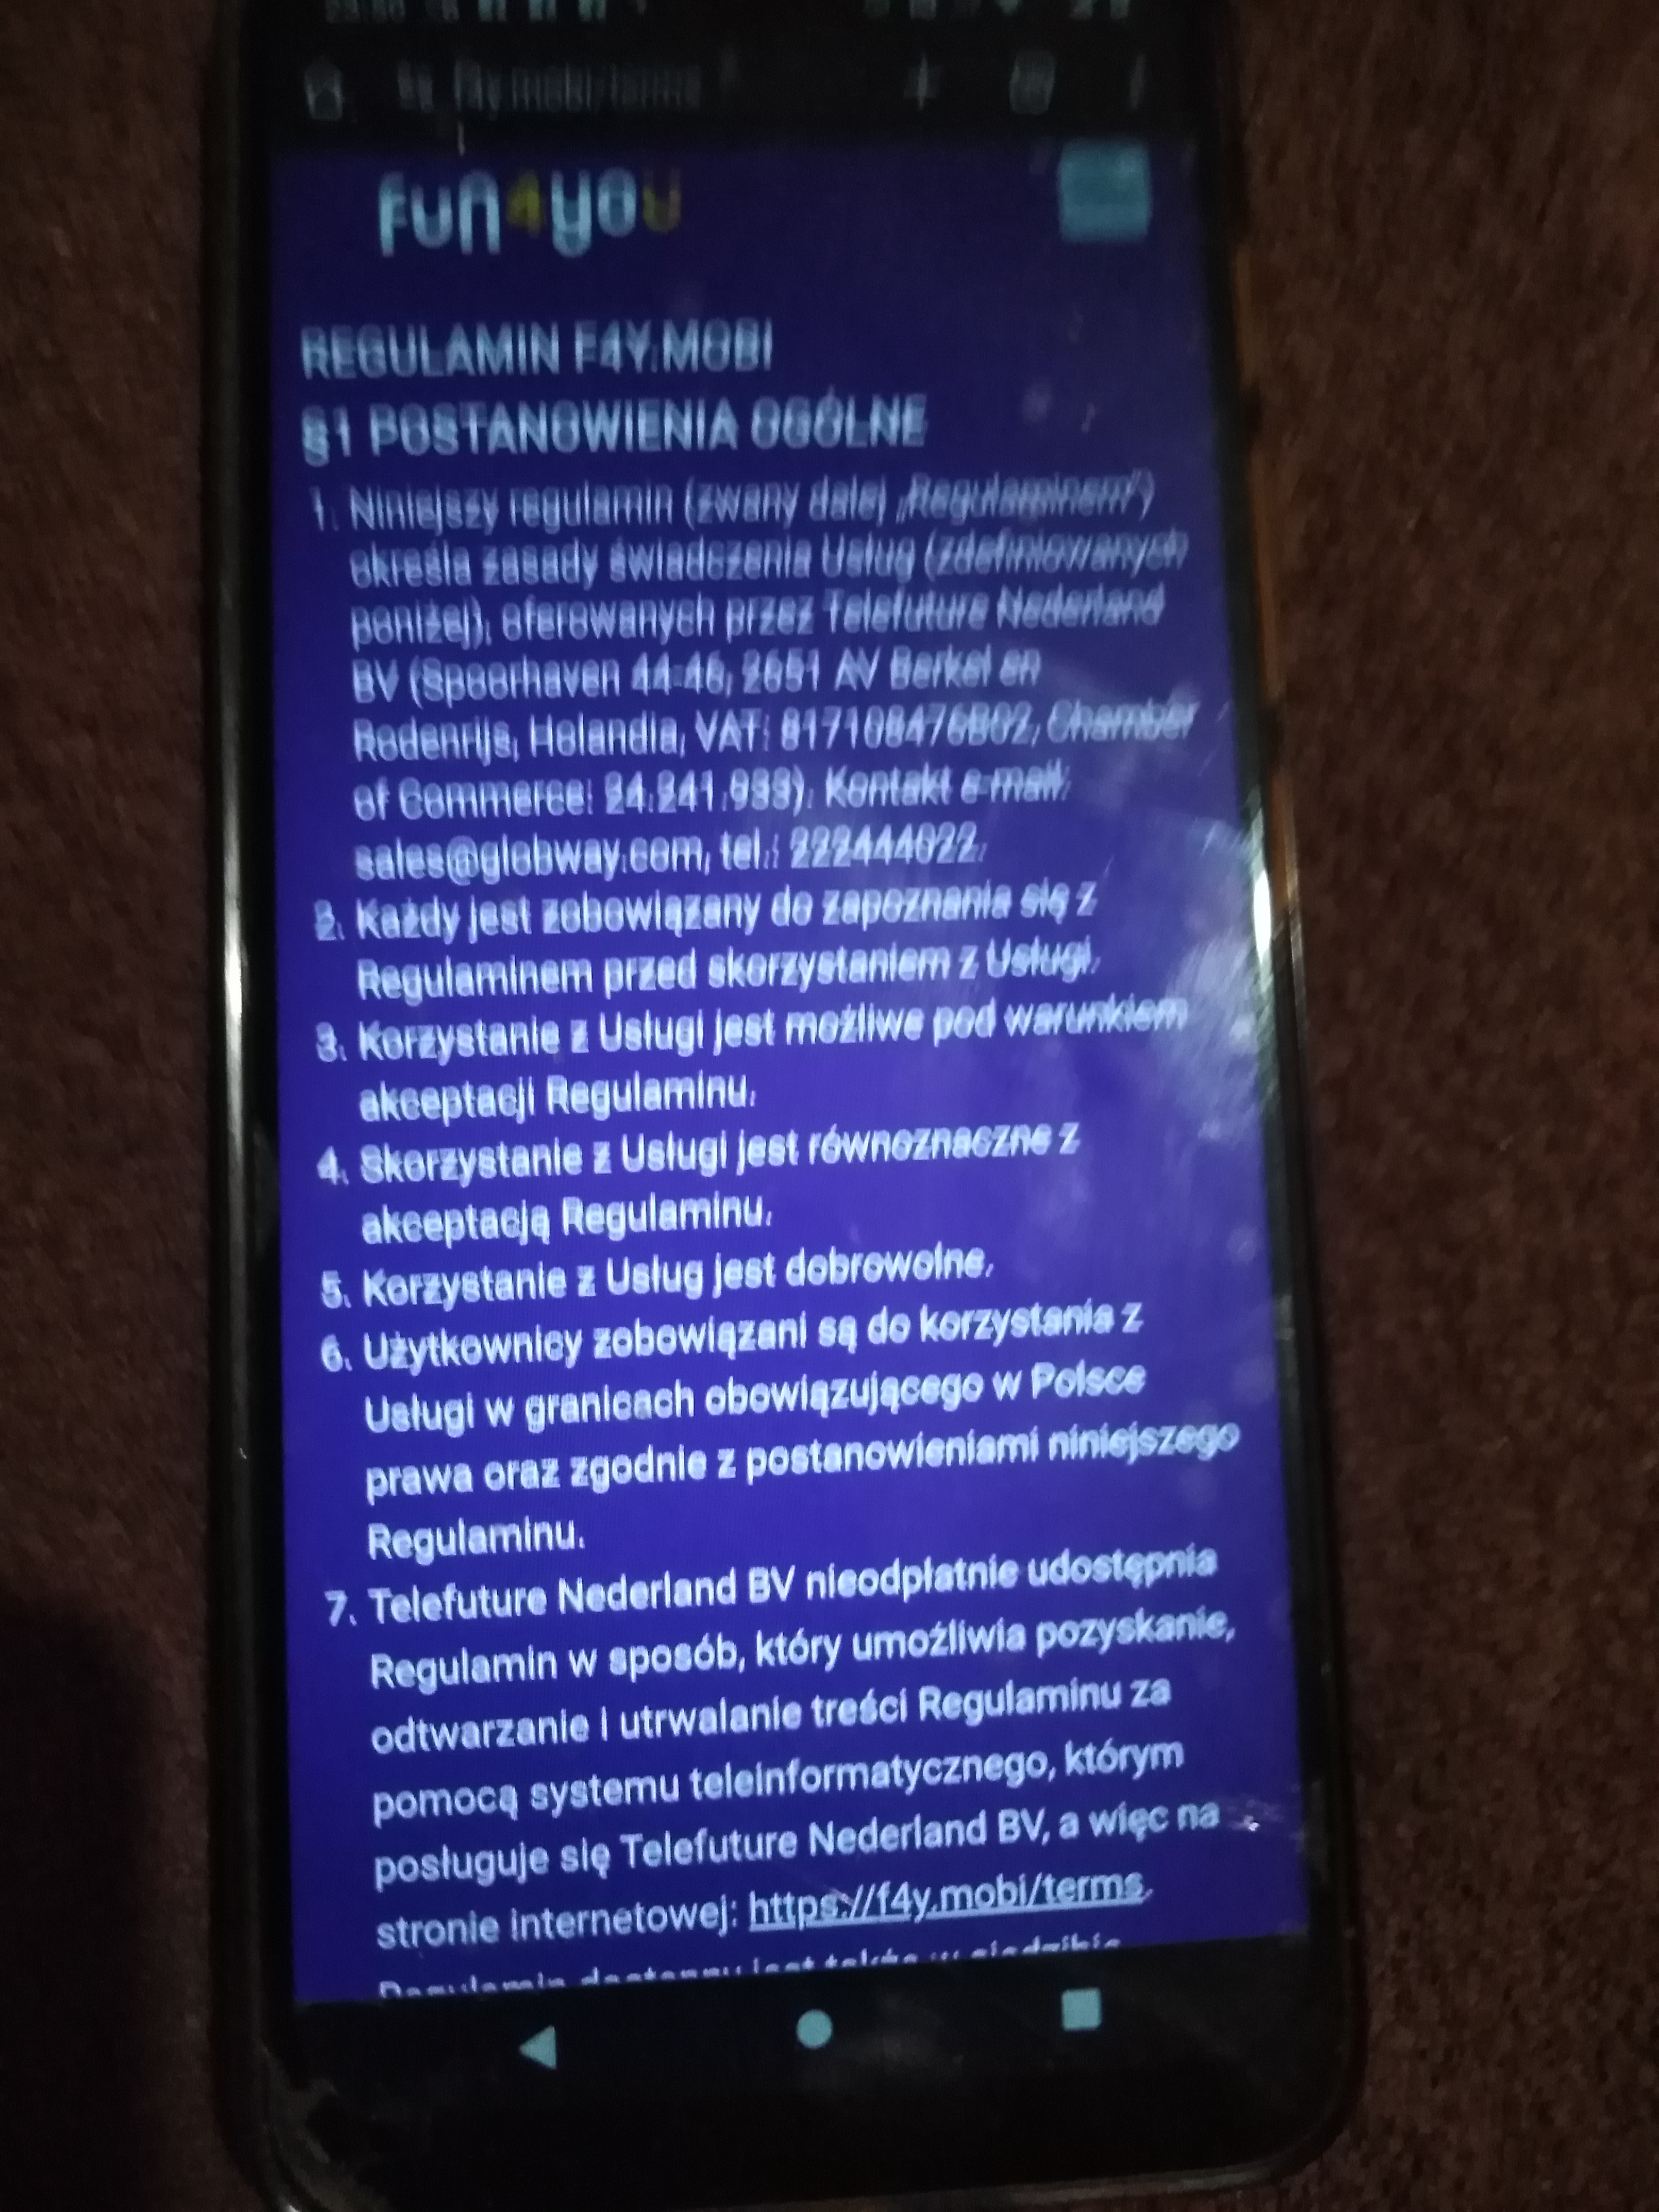 fun4you
REGULAMIN F4Y.MOBI
§1 POSTANOWIENIA OGÓLNE
1. Niniejszy regulamin (zwany dalej „Regulaminem")
określa zasady świadczenia Usług (zdefiniowanych
poniżej), oferowanych przez Telefuture Nederland
BV (Spoorhaven 44-46, 2651 AV Berkel en
Rodenrijs, Holandia, VAT: 817108476B02, Chamber
of Commerce: 24.241.933). Kontakt e-mail:
sales@globway.com, tel.: 222444022.
2. Każdy jest zobowiązany do zapoznania się z
Regulaminem przed skorzystaniem z Usługi.
3. Korzystanie z Usługi jest możliwe pod warunkiem
akceptacji Regulaminu.
4. Skorzystanie z Usługi jest równoznaczne z
akceptacją Regulaminu.
5. Korzystanie z Usług jest dobrowolne.
6. Użytkownicy zobowiązani są do korzystania z
Usługi w granicach obowiązującego w Polsce
prawa oraz zgodnie z postanowieniami niniejszego
Regulaminu.
7. Telefuture Nederland BV nieodpłatnie udostępnia
Regulamin w sposób, który umożliwia pozyskanie,
odtwarzanie i utrwalanie treści Regulaminu za
pomocą systemu teleinformatycznego, którym
posługuje się Telefuture Nederland BV, a więc na
stronie internetowej: https://f4y.mobi/terms.
Regulamin dostępny jest także w siedzibie